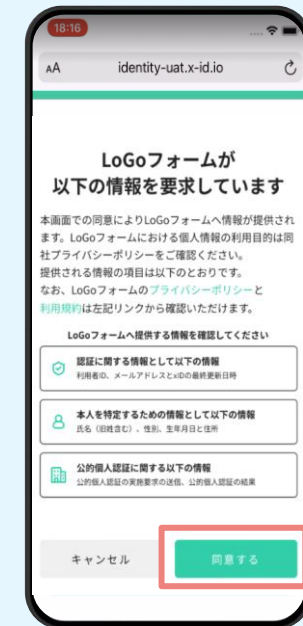 18:16
AA identity-uat.x-id.io
LoGoフォームが
以下の情報を要求しています
本画面での同意によりLoGoフォームへ情報が提供され
ます。LoGoフォームにおける個人情報の利用目的は同
社プライバシーポリシーをご確認ください。
提供される情報の項目は以下のとおりです。
なお、LoGoフォームのプライバシーポリシーと
利用規約は左記リンクから確認いただけます。
LoGoフォームへ提供する情報を確認してください
認証に関する情報として以下の情報
利用者ID、メールアドレスとxIDの最終更新日時
本人を特定するための情報として以下の情報
氏名（旧姓含む）、性別、生年月日と住所
公的個人認証に関する以下の情報
公的個人認証の実施要求の送信、公的個人認証の結果
キャンセル 同意する